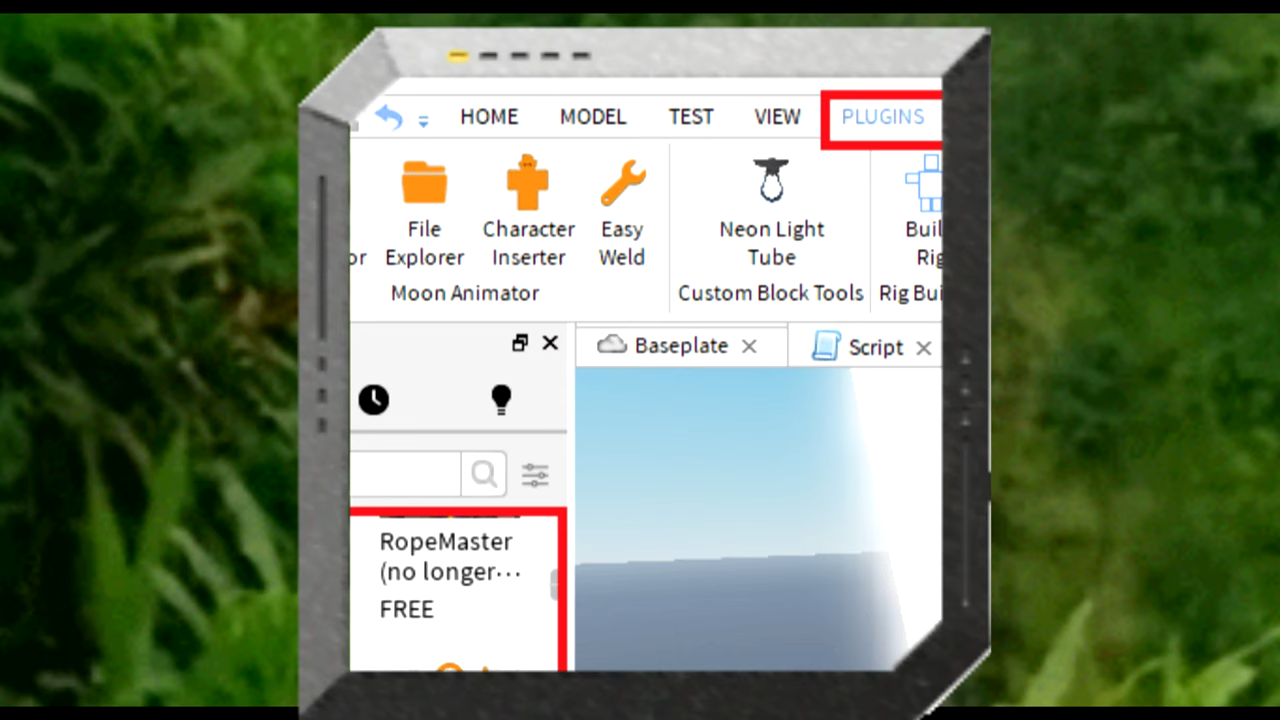 HOME MODEL TEST VIEW PLUGINS
File Character Easy Neon Light
Explorer Inserter Weld Tube
Moon Animator Custom Block Tools
Baseplate Script
RopeMaster
(no longer···
FREE